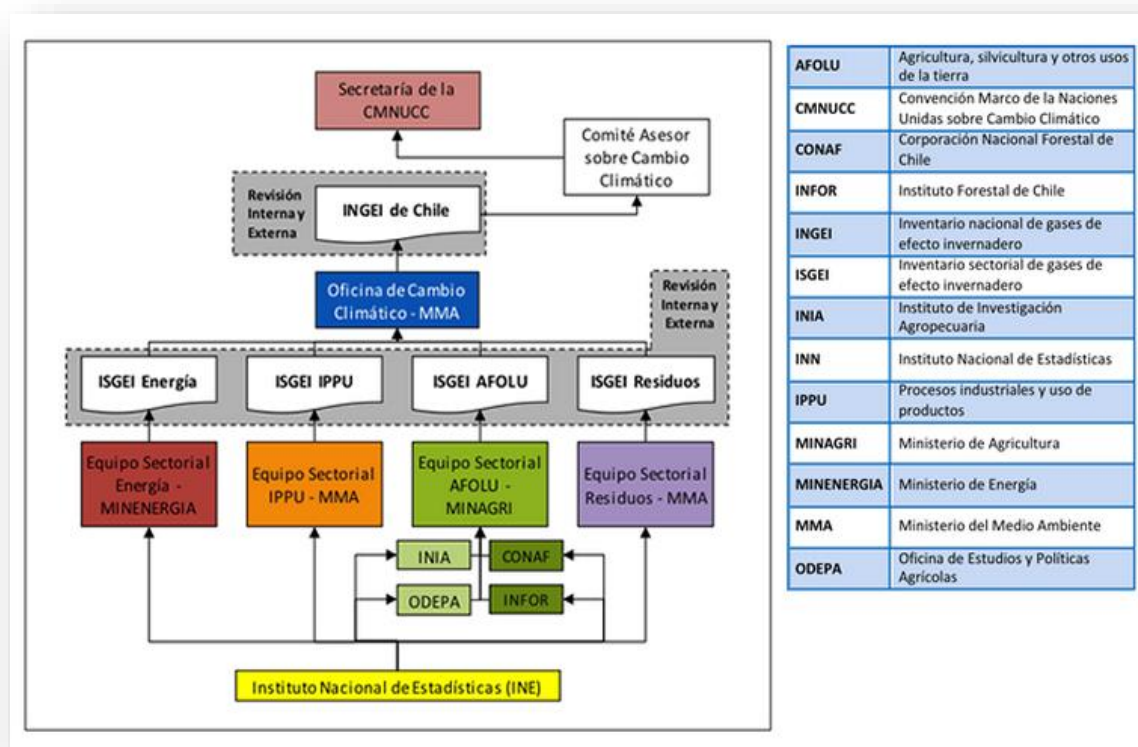 Secretaría de la
CMNUCC
Comité Asesor
sobre Cambio
Climático
Revisión
Interna y
Externa
INGEI de Chile
Oficina de Cambio
Climático - MMA
Revisión
Interna y
Externa
ISGEI Energía
ISGEI IPPU
ISGEI AFOLU
ISGEI Residuos
Equipo Sectorial
Energía -
MINENERGIA
Equipo Sectorial
IPPU - MMA
Equipo Sectorial
AFOLU -
MINAGRI
Equipo Sectorial
Residuos - MMA
INIA
CONAF
ODEPA
INFOR
Instituto Nacional de Estadísticas (INE)
AFOLU
Agricultura, silvicultura y otros usos
de la tierra
CMNUCC
Convención Marco de la Naciones
Unidas sobre Cambio Climático
CONAF
Corporación Nacional Forestal de
Chile
INFOR
Instituto Forestal de Chile
INGEI
Inventario nacional de gases de
efecto invernadero
ISGEI
Inventario sectorial de gases de
efecto invernadero
INIA
Instituto de Investigación
Agropecuaria
INN
Instituto Nacional de Estadísticas
IPPU
Procesos industriales y uso de
productos
MINAGRI
Ministerio de Agricultura
MINENERGIA
Ministerio de Energía
MMA
Ministerio del Medio Ambiente
ODEPA
Oficina de Estudios y Políticas
Agrícolas